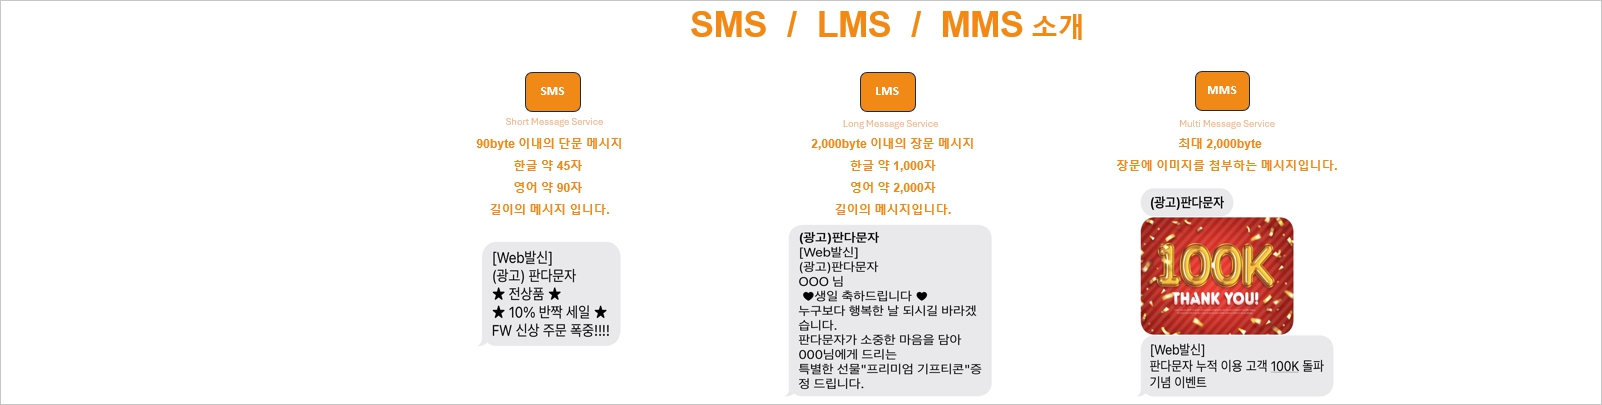 SMS / LMS / MMS 소개
SMS
Short Message Service
90byte 이내의 단문 메시지
한글 약 45자
영어 약 90자
길이의 메시지 입니다.
[Web발신]
(광고) 판다문자
★ 전상품 ★
★ 10% 반짝 세일 ★
FW 신상 주문 폭중!!!!
LMS
Long Message Service
2,000byte 이내의 장문 메시지
한글 약 1,000자
영어 약 2,000자
길이의 메시지입니다.
(광고)판다문자
[Web발신]
(광고)판다문자
OOO 님
♥생일 축하드립니다 ♥
누구보다 행복한 날 되시길 바라겠
습니다.
판다문자가 소중한 마음을 담아
000님에게 드리는
특별한 선물"프리미엄 기프티콘"증
정 드립니다.
MMS
Multi Message Service
최대 2,000byte
장문에 이미지를 첨부하는 메시지입니다.
(광고)판다문자
100K
THANK YOU!
[Web발신]
판다문자 누적 이용 고객 100K 돌파
기념 이벤트